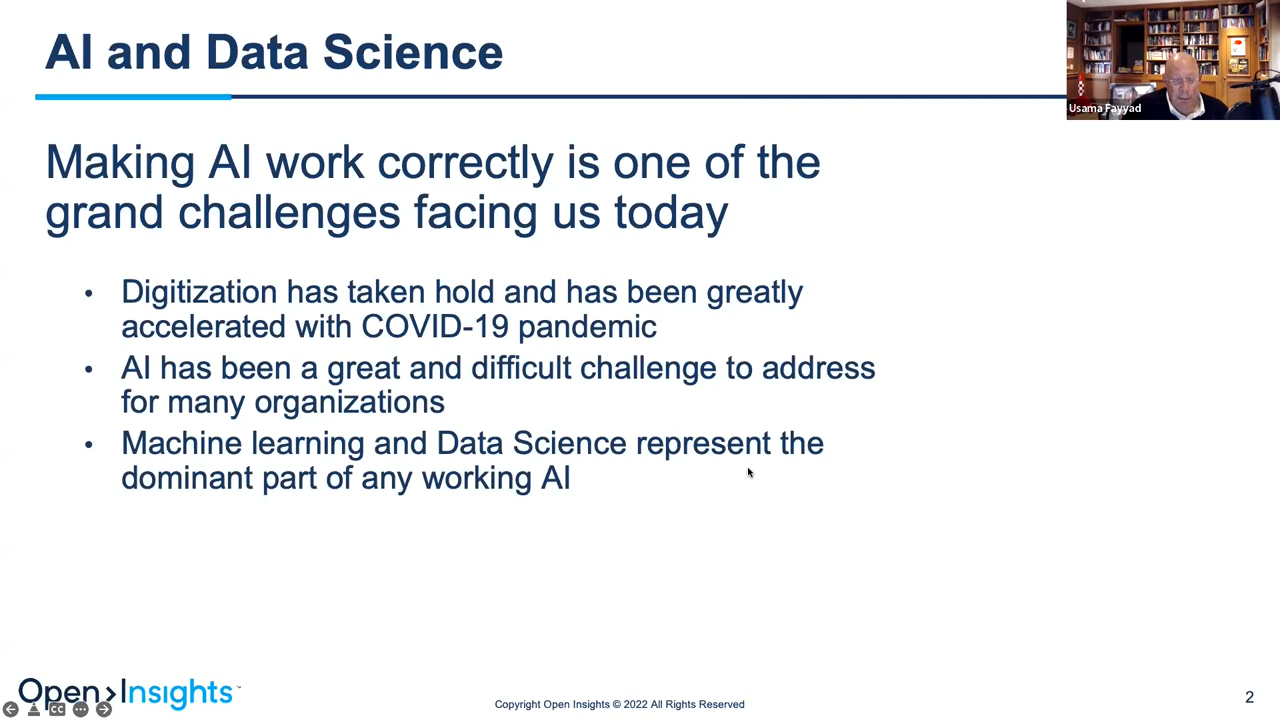 AI and Data Science
Usama Fayyad
Making AI work correctly is one of the
grand challenges facing us today
• Digitization has taken hold and has been greatly
accelerated with COVID-19 pandemic
• AI has been a great and difficult challenge to address
for many organizations
• Machine learning and Data Science represent the
dominant part of any working AI
Open Insights™
CC
Copyright Open Insights © 2022 All Rights Reserved
2